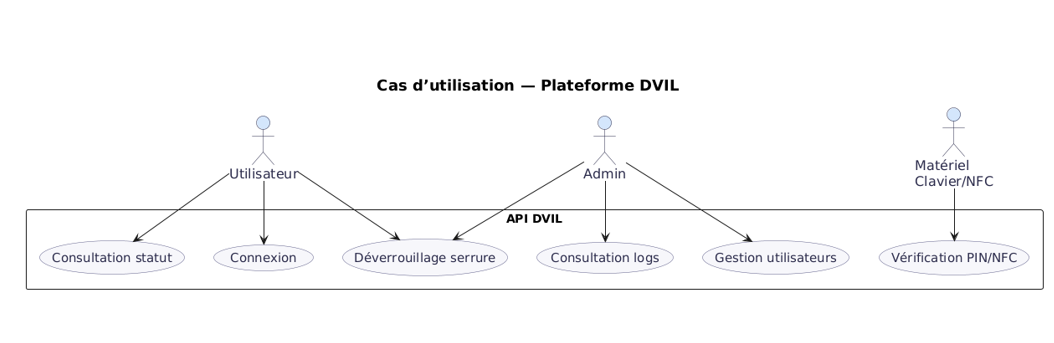 Cas d’utilisation — Plateforme DVIL
Utilisateur
Admin
Matériel
Clavier/NFC
API DVIL
Consultation statut
Connexion
Déverrouillage serrure
Consultation logs
Gestion utilisateurs
Vérification PIN/NFC